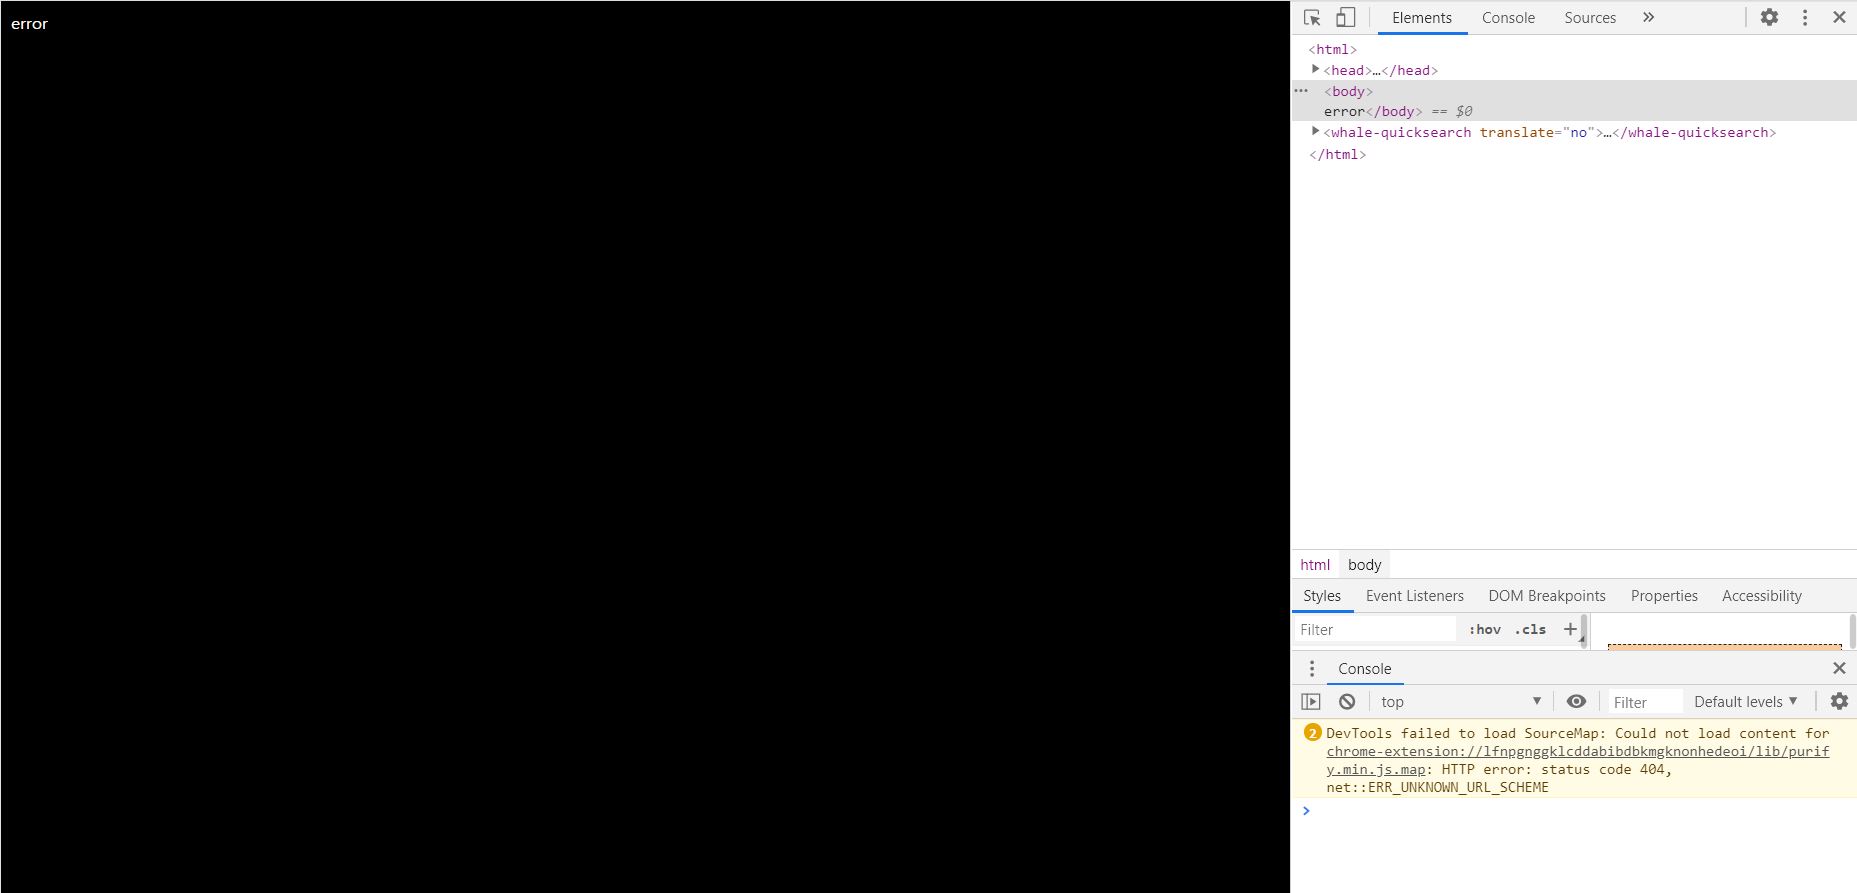 error
Elements Console Sources »
<html>
<head>…</head>
<body>
error</body> == $0
<whale-quicksearch translate="no">…</whale-quicksearch>
</html>
html body
Styles Event Listeners DOM Breakpoints Properties Accessibility
Filter :hov .cls +
Console
top Filter Default levels
2 DevTools failed to load SourceMap: Could not load content for
chrome-extension://lfnpgnggklcddabibdbkmgknonhedeoi/lib/purif
y.min.js.map: HTTP error: status code 404,
net::ERR_UNKNOWN_URL_SCHEME